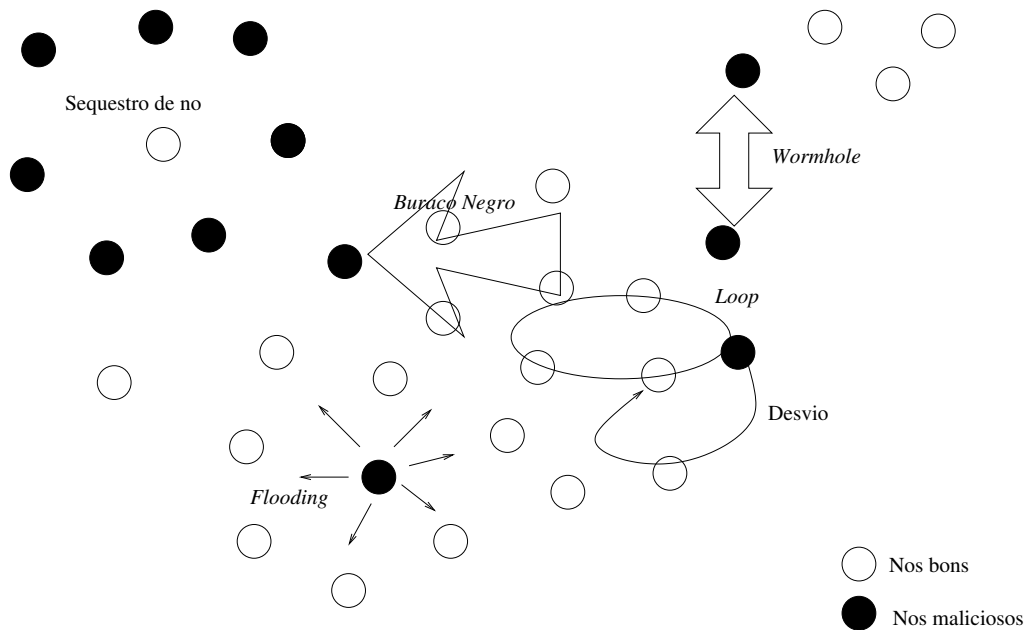 Sequestro de no
Wormhole
Buraco Negro
Loop
Desvio
Flooding
Nos bons
Nos maliciosos